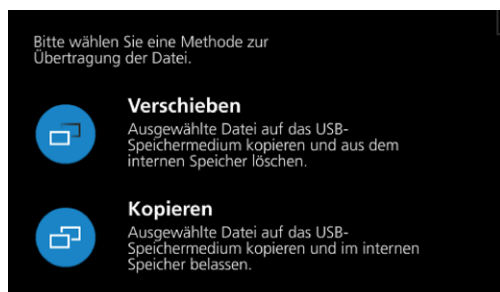 Bitte wählen Sie eine Methode zur
Übertragung der Datei.
Verschieben
Ausgewählte Datei auf das USB-
Speichermedium kopieren und aus dem
internen Speicher löschen.
Kopieren
Ausgewählte Datei auf das USB-
Speichermedium kopieren und im internen
Speicher belassen.